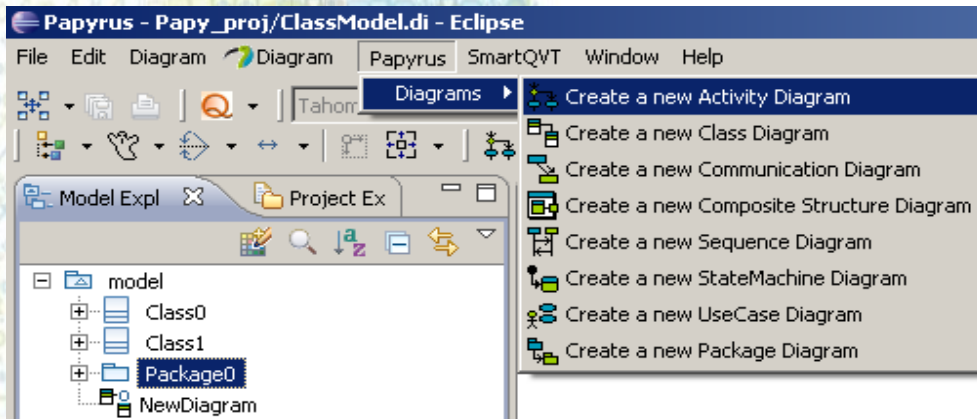 Papyrus - Papy_proj/ClassModel.di - Eclipse
File Edit Diagram Diagram Papyrus SmartQVT Window Help
Diagrams
Create a new Activity Diagram
Create a new Class Diagram
Create a new Communication Diagram
Create a new Composite Structure Diagram
Create a new Sequence Diagram
Create a new StateMachine Diagram
Create a new UseCase Diagram
Create a new Package Diagram
Tahom
Model Expl
Project Ex
model
Class0
Class1
Package0
NewDiagram